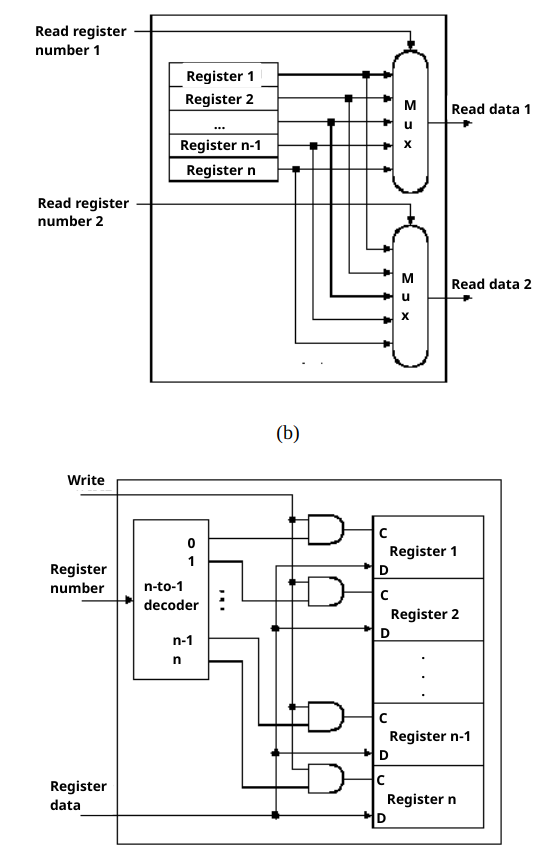 Read register
number 1
Register 1
Register 2
...
Register n-1
Register n
M
u
x
Read data 1
Read register
number 2
M
u
x
Read data 2
(b)
Write
Register
number
n-to-1
decoder
0
1
n-1
n
C
Register 1
D
C
Register 2
D
.
.
.
C
Register n-1
D
C
Register n
D
Register
data